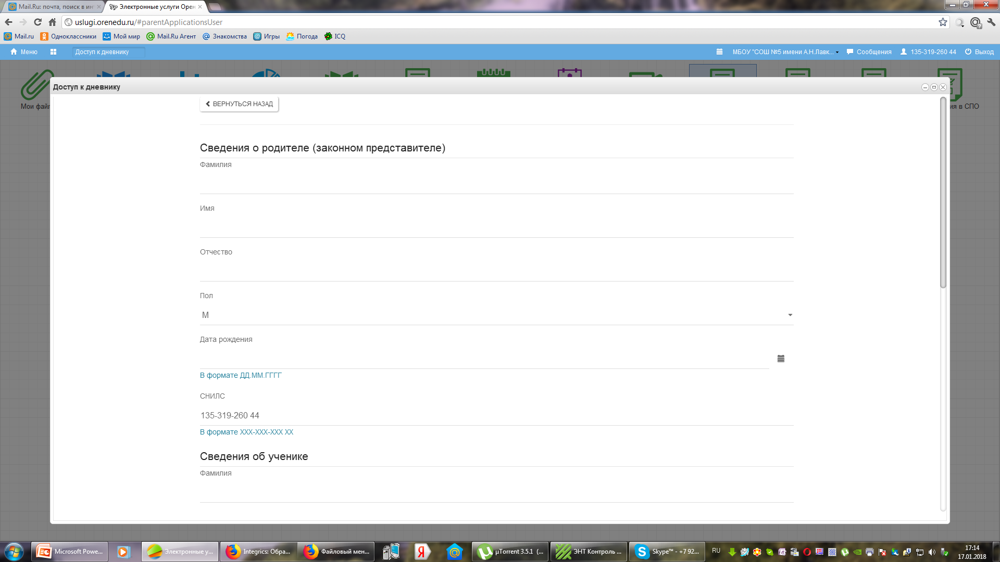 Mail.Ru: почта, поиск в ин
Электронные услуги Орен
uslugi.orenedu.ru/#parentApplicationsUser
Mail.ru
Одноклассники
Мой мир
Mail.Ru Агент
Знакомства
Игры
Погода
ICQ
Меню
Доступ к дневнику
МБОУ "СОШ №5 имени А.Н.Лавк...
Сообщения
135-319-260 44
Выход
Мои файл
ия в СПО
Доступ к дневнику
ВЕРНУТЬСЯ НАЗАД
Сведения о родителе (законном представителе)
Фамилия
Имя
Отчество
Пол
М
Дата рождения
В формате ДД.ММ.ГГГГ
СНИЛС
135-319-260 44
В формате XXX-XXX-XXX XX
Сведения об ученике
Фамилия
Microsoft Powe...
Электронные у...
Integrics: Обра...
Файловый мен...
µTorrent 3.5.1 (...
ЭНТ Контроль ...
Skype™ - +7 92...
RU
17:14
17.01.2018